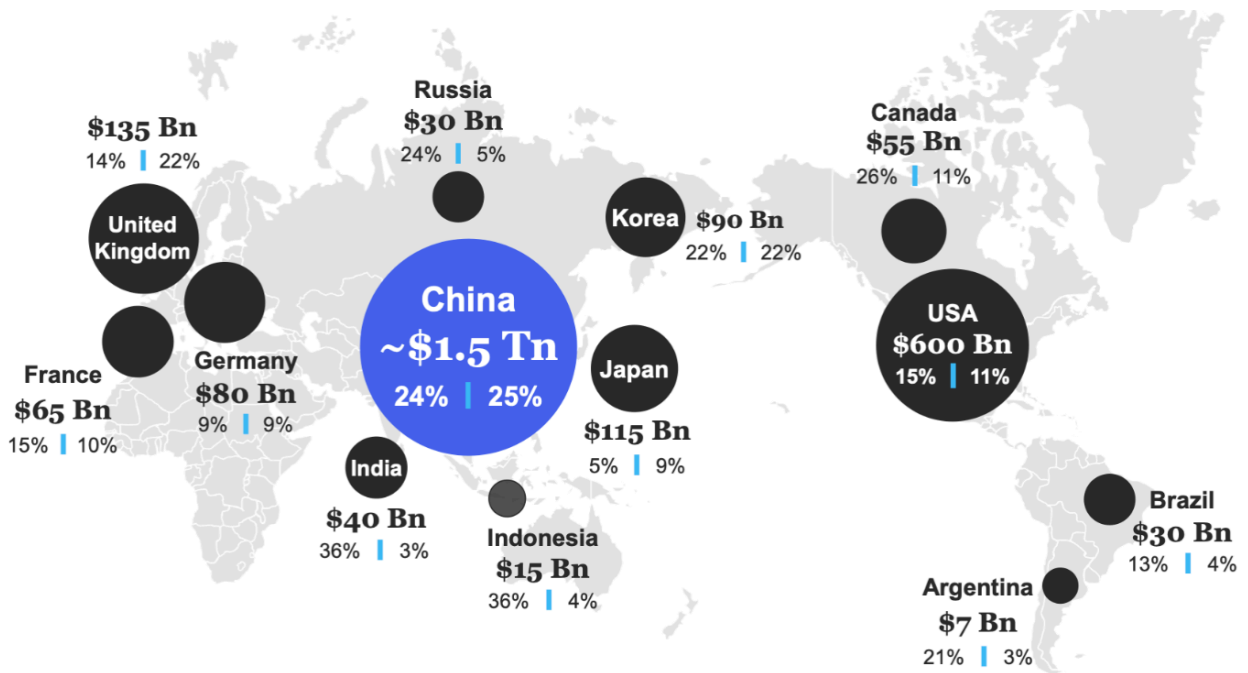 $135 Bn
14% | 22%
United
Kingdom
France
$65 Bn
15% | 10%
Germany
$80 Bn
9% | 9%
Russia
$30 Bn
24% | 5%
China
~$1.5 Tn
24% | 25%
India
$40 Bn
36% | 3%
Indonesia
$15 Bn
36% | 4%
Korea
$90 Bn
22% | 22%
Japan
$115 Bn
5% | 9%
Canada
$55 Bn
26% | 11%
USA
$600 Bn
15% | 11%
Brazil
$30 Bn
13% | 4%
Argentina
$7 Bn
21% | 3%